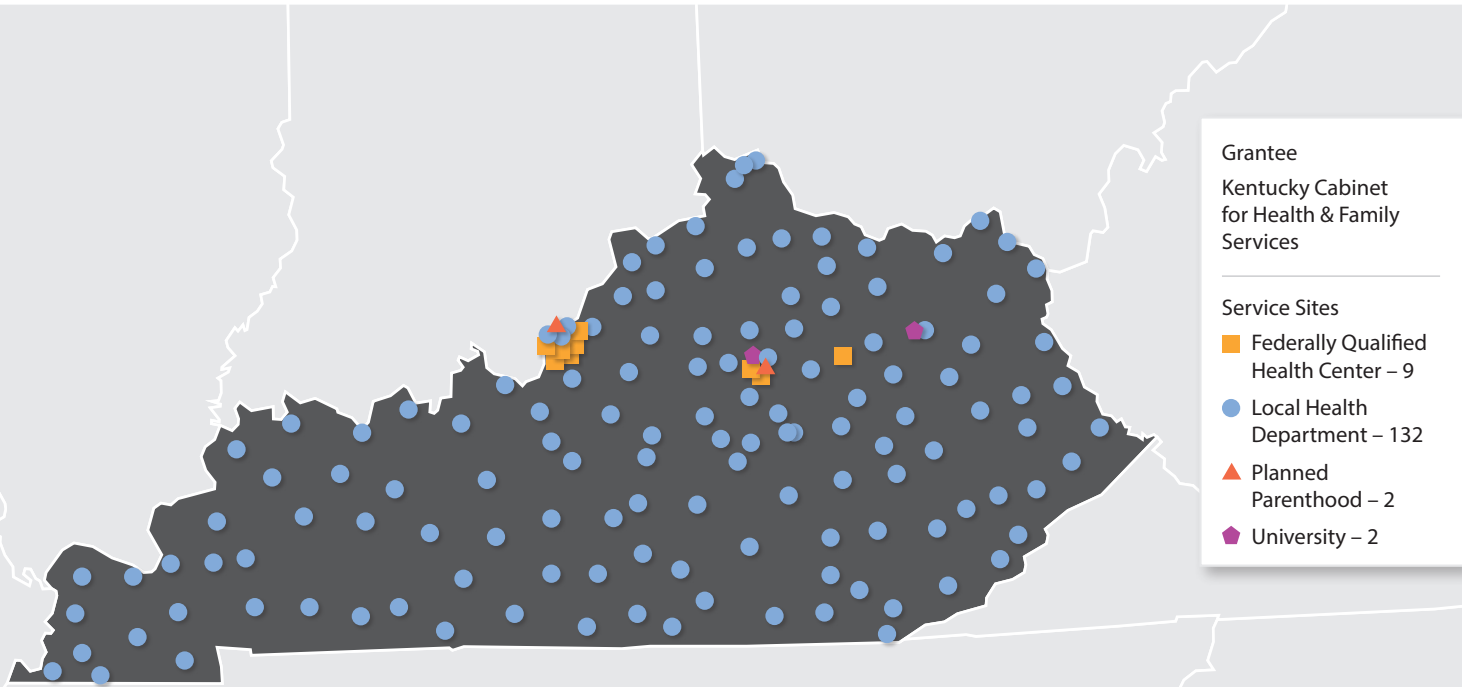 Grantee
Kentucky Cabinet
for Health & Family
Services
Service Sites
Federally Qualified
Health Center – 9
Local Health
Department – 132
Planned
Parenthood – 2
University – 2